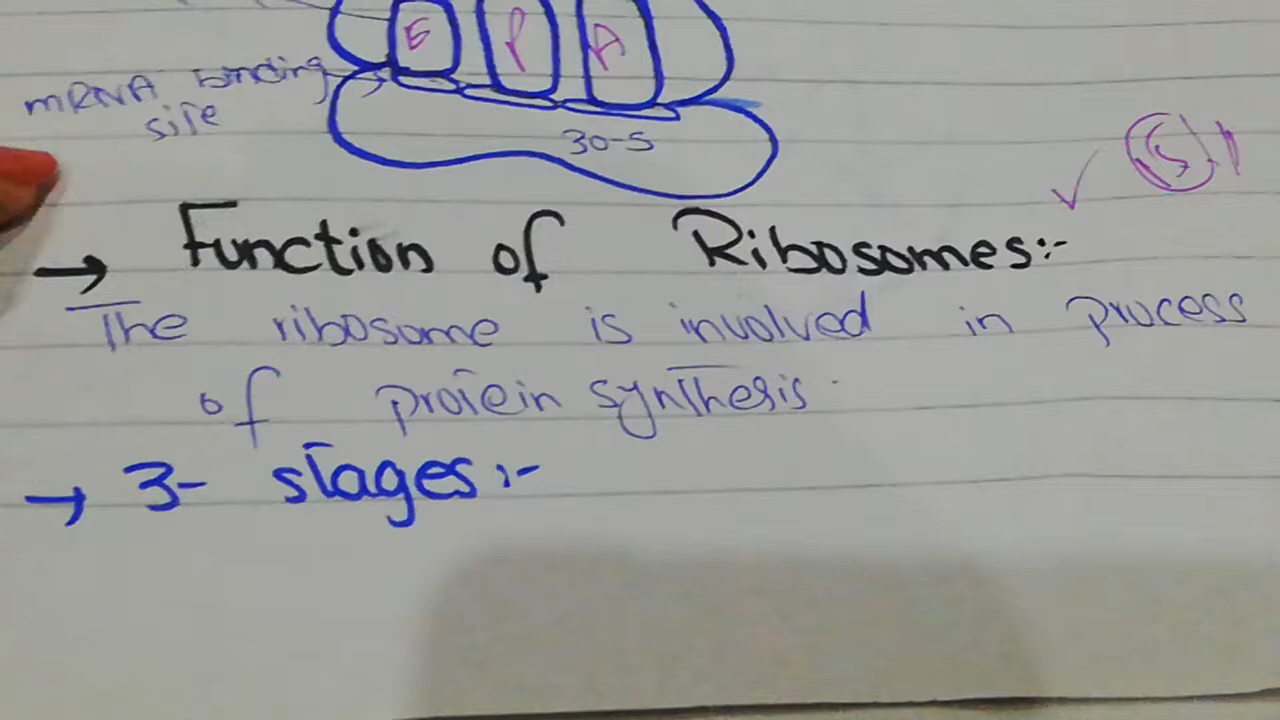 E P A
mRNA binding
site
30-S
→ Function of Ribosomes:-
The ribosome is involved in process
of protein synthesis.
→ 3- stages:-